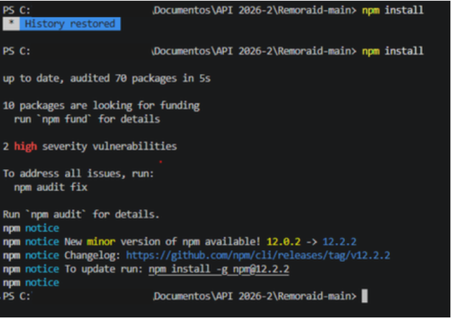 PS C: .Documentos\API 2026-2\Remoraid-main> npm install
* History restored
PS C: .Documentos\API 2026-2\Remoraid-main> npm install
up to date, audited 70 packages in 5s
10 packages are looking for funding
run `npm fund` for details
2 high severity vulnerabilities
To address all issues, run:
npm audit fix
Run `npm audit` for details.
npm notice
npm notice New minor version of npm available! 12.0.2 -> 12.2.2
npm notice Changelog: https://github.com/npm/cli/releases/tag/v12.2.2
npm notice To update run: npm install -g npm@12.2.2
npm notice
PS C: Documentos\API 2026-2\Remoraid-main>